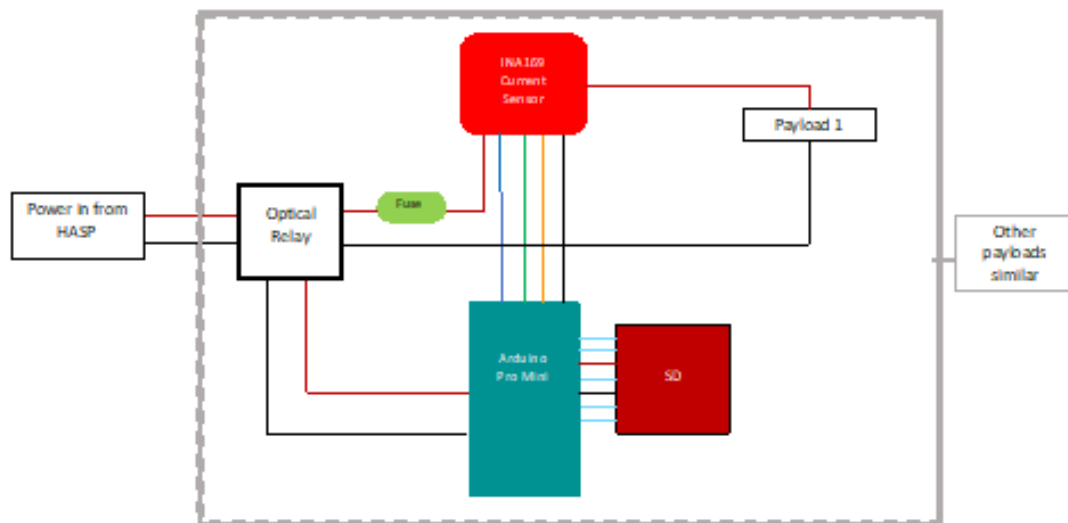 INA169
Current
Sensor
Payload 1
Power in from
HASP
Optical
Relay
Fuse
Other
payloads
similar
Arduino
Pro Mini
SD